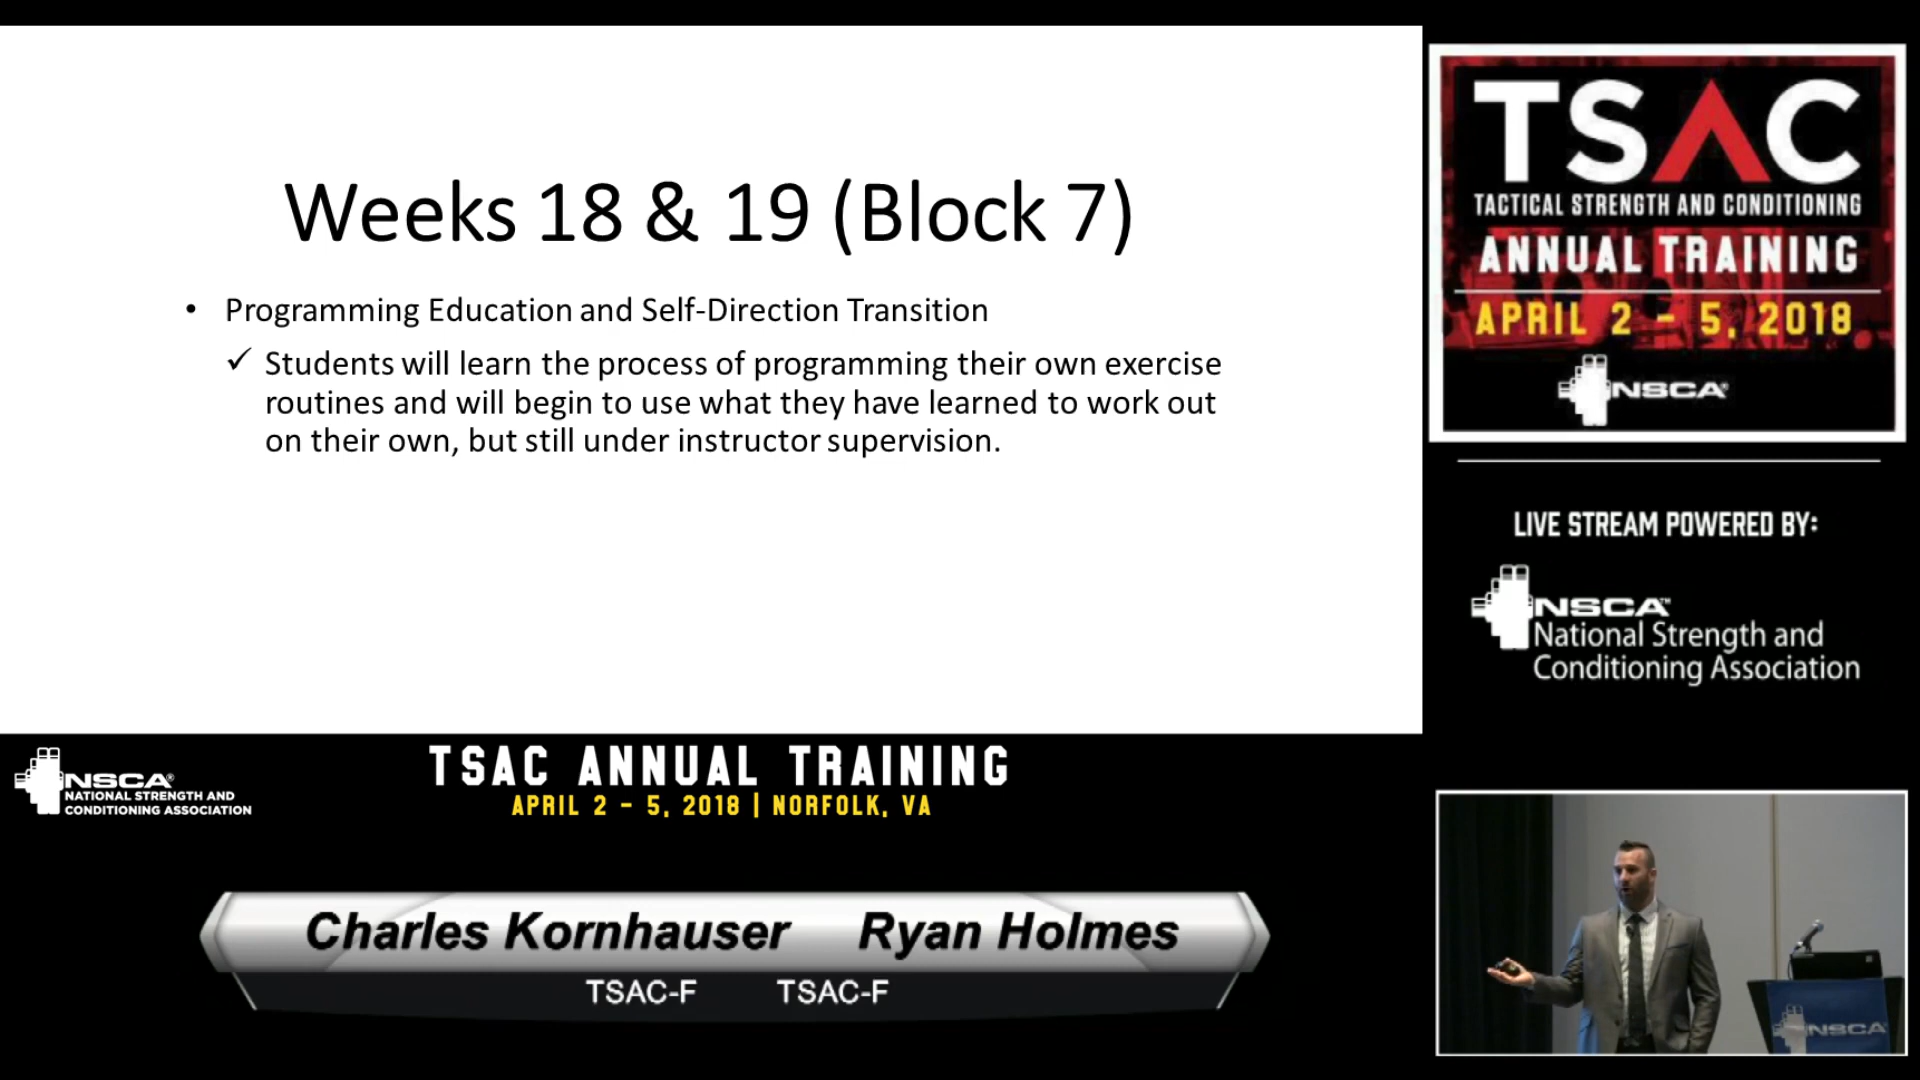 Weeks 18 & 19 (Block 7)
• Programming Education and Self-Direction Transition
✓ Students will learn the process of programming their own exercise
routines and will begin to use what they have learned to work out
on their own, but still under instructor supervision.
TSAC
TACTICAL STRENGTH AND CONDITIONING
ANNUAL TRAINING
APRIL 2 - 5, 2018
NSCA®
LIVE STREAM POWERED BY:
NSCA™
National Strength and
Conditioning Association
NSCA®
NATIONAL STRENGTH AND
CONDITIONING ASSOCIATION
TSAC ANNUAL TRAINING
APRIL 2 - 5, 2018 | NORFOLK, VA
Charles Kornhauser Ryan Holmes
TSAC-F TSAC-F
NSCA